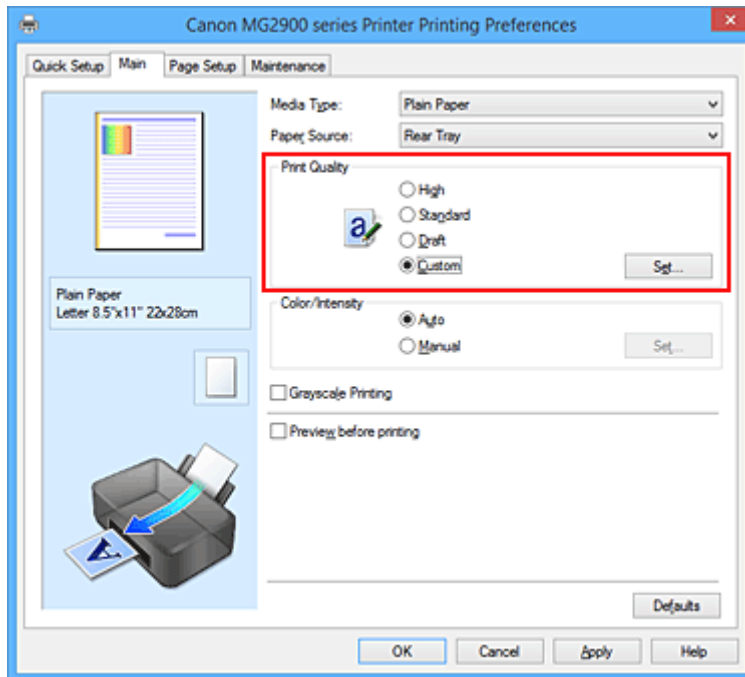 Canon MG2900 series Printer Printing Preferences
Quick Setup Main Page Setup Maintenance
Media Type: Plain Paper
Paper Source: Rear Tray
Print Quality
High
Standard
Draft
Custom Set...
Plain Paper
Letter 8.5"x11" 22x28cm
Color/Intensity
Auto
Manual Set...
Grayscale Printing
Preview before printing
Defaults
OK Cancel Apply Help